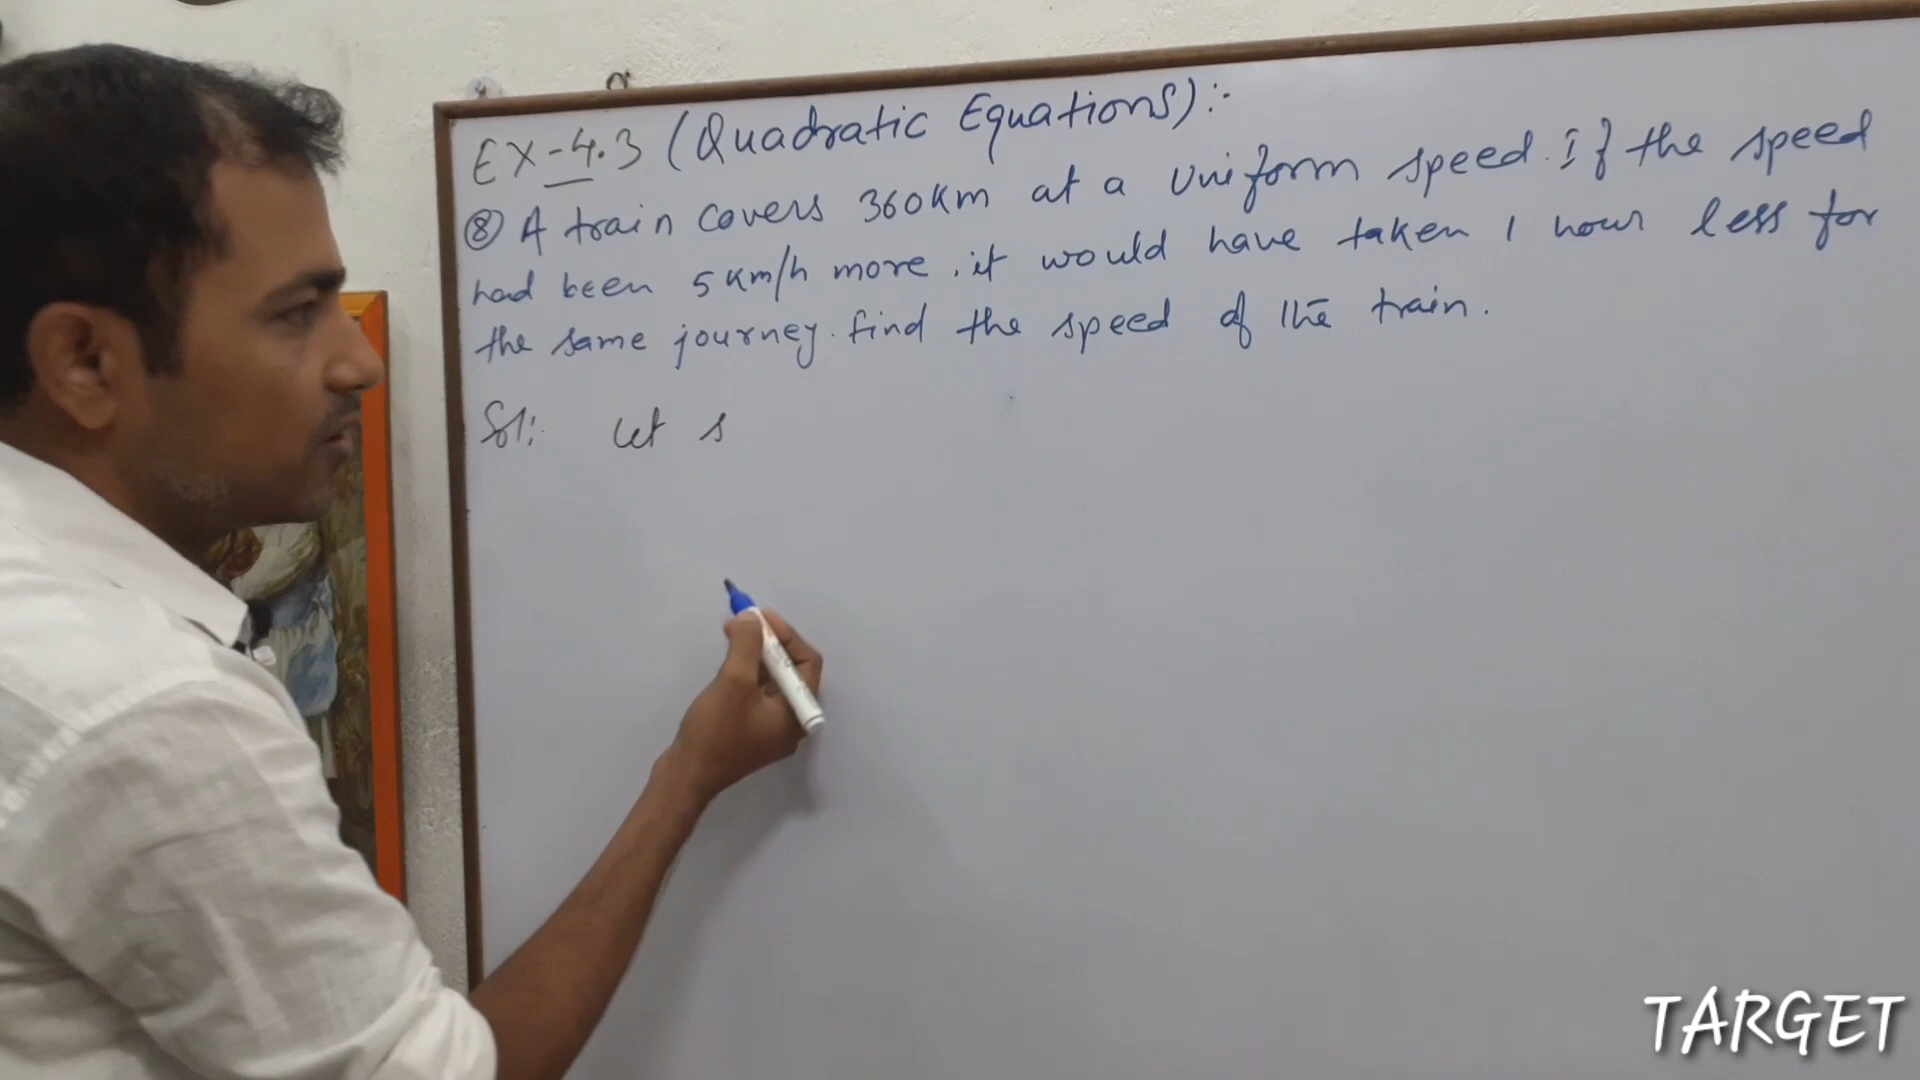 EX-4.3 (Quadratic Equations):-
⑧ A train covers 360km at a uniform speed. If the speed
had been 5 km/h more, it would have taken 1 hour less for
the same journey. find the speed of the train.
Sol:- Let s
TARGET